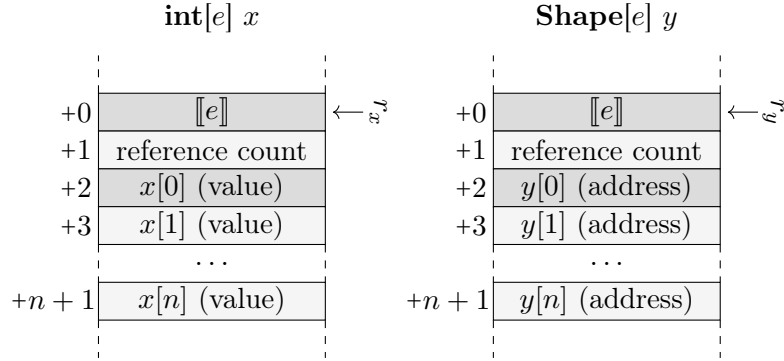 int[e] x
+0 ⟦e⟧ ← r_x
+1 reference count
+2 x[0] (value)
+3 x[1] (value)
...
+n + 1 x[n] (value)
Shape[e] y
+0 ⟦e⟧ ← r_y
+1 reference count
+2 y[0] (address)
+3 y[1] (address)
...
+n + 1 y[n] (address)